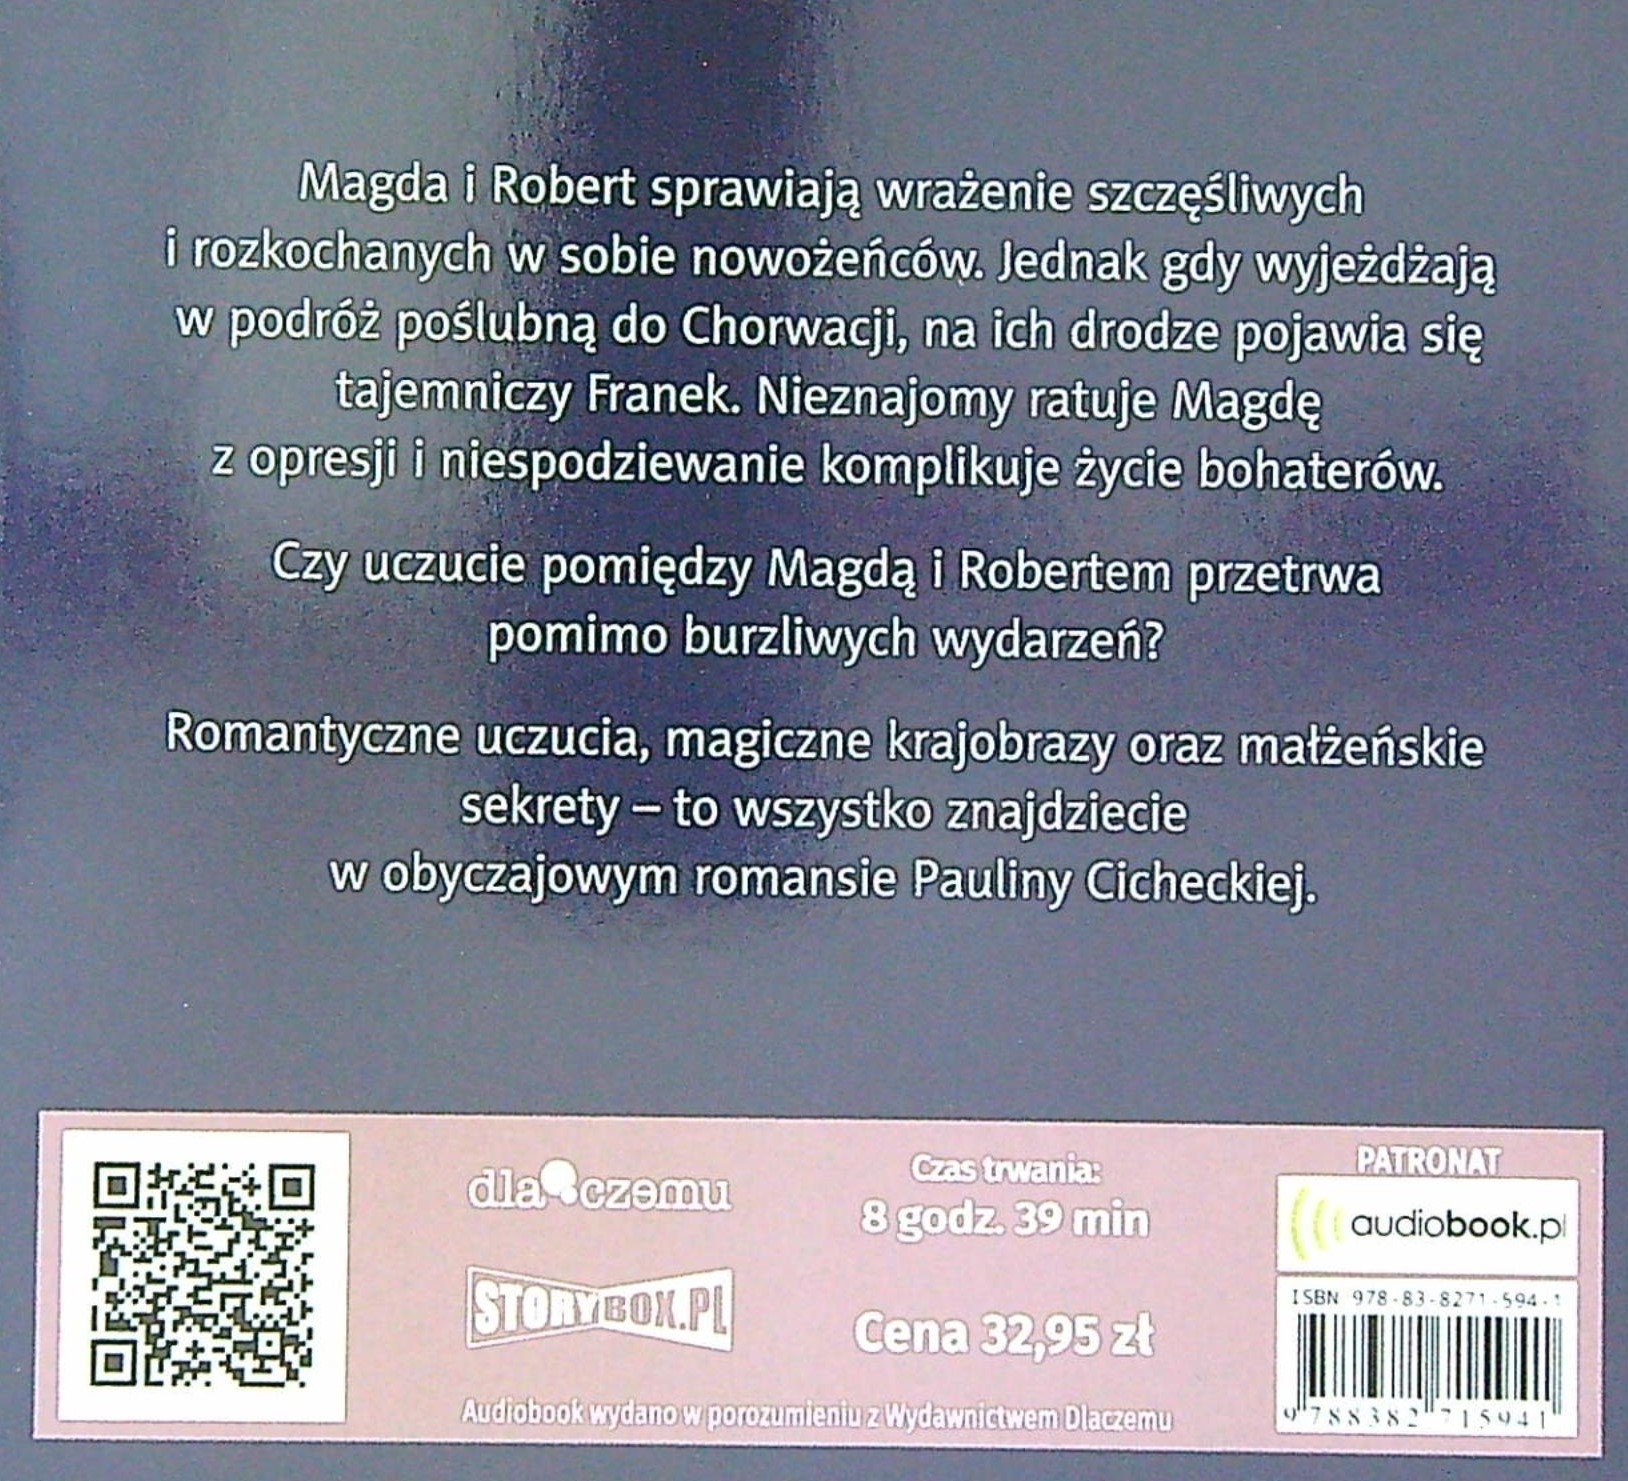 Magda i Robert sprawiają wrażenie szczęśliwych
i rozkochanych w sobie nowożeńców. Jednak gdy wyjeżdżają
w podróż poślubną do Chorwacji, na ich drodze pojawia się
tajemniczy Franek. Nieznajomy ratuje Magdę
z opresji i niespodziewanie komplikuje życie bohaterów.
Czy uczucie pomiędzy Magdą i Robertem przetrwa
pomimo burzliwych wydarzeń?
Romantyczne uczucia, magiczne krajobrazy oraz małżeńskie
sekrety – to wszystko znajdziecie
w obyczajowym romansie Pauliny Cicheckiej.
dlaczemu
STORYBOX.PL
Czas trwania:
8 godz. 39 min
Cena 32,95 zł
Audiobook wydano w porozumieniu z Wydawnictwem Dlaczemu
PATRONAT
audiobook.pl
ISBN 978-83-8271-594-1
9 788382 715941